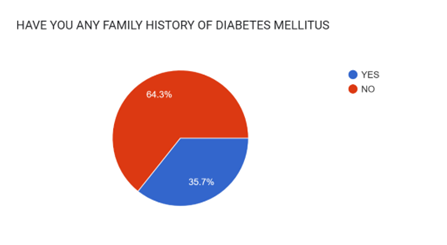 HAVE YOU ANY FAMILY HISTORY OF DIABETES MELLITUS
YES
NO
64.3%
35.7%